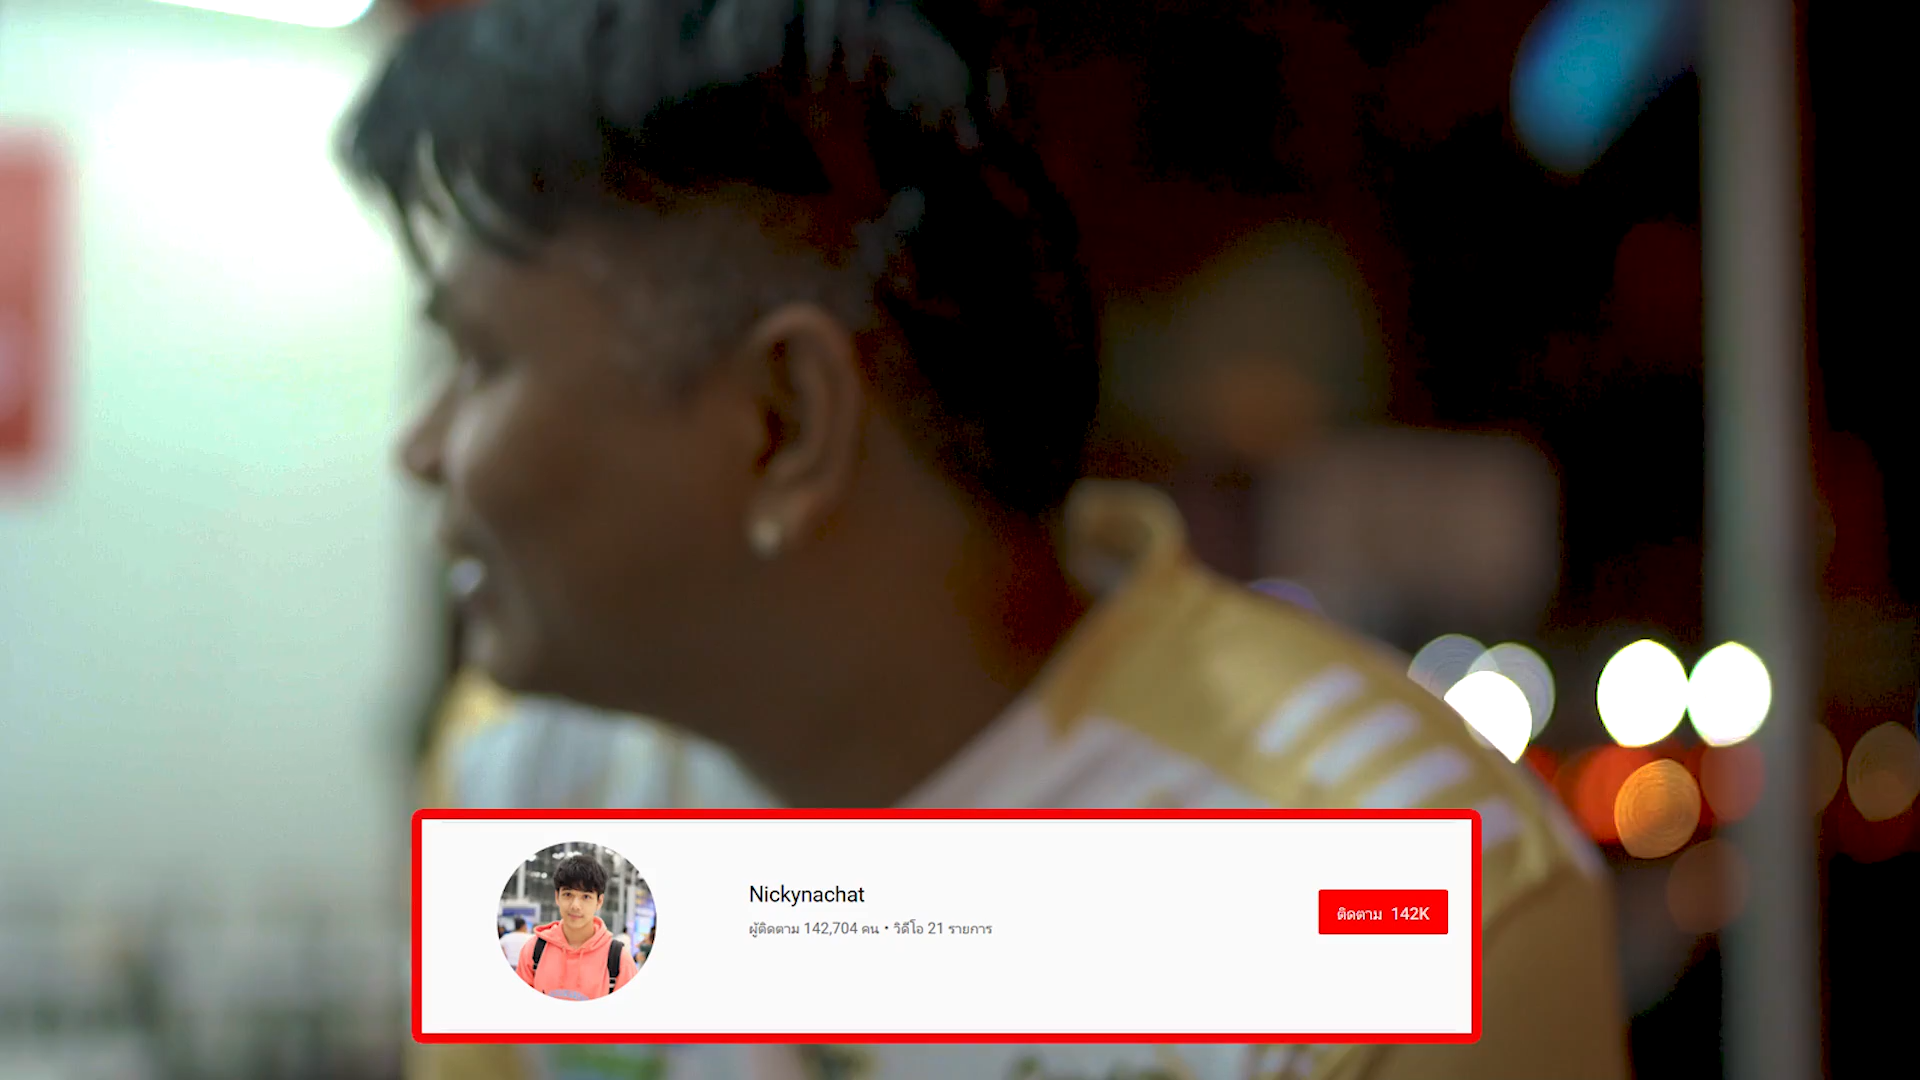 Nickynachat
ผู้ติดตาม 142,704 คน • วิดีโอ 21 รายการ
ติดตาม 142K